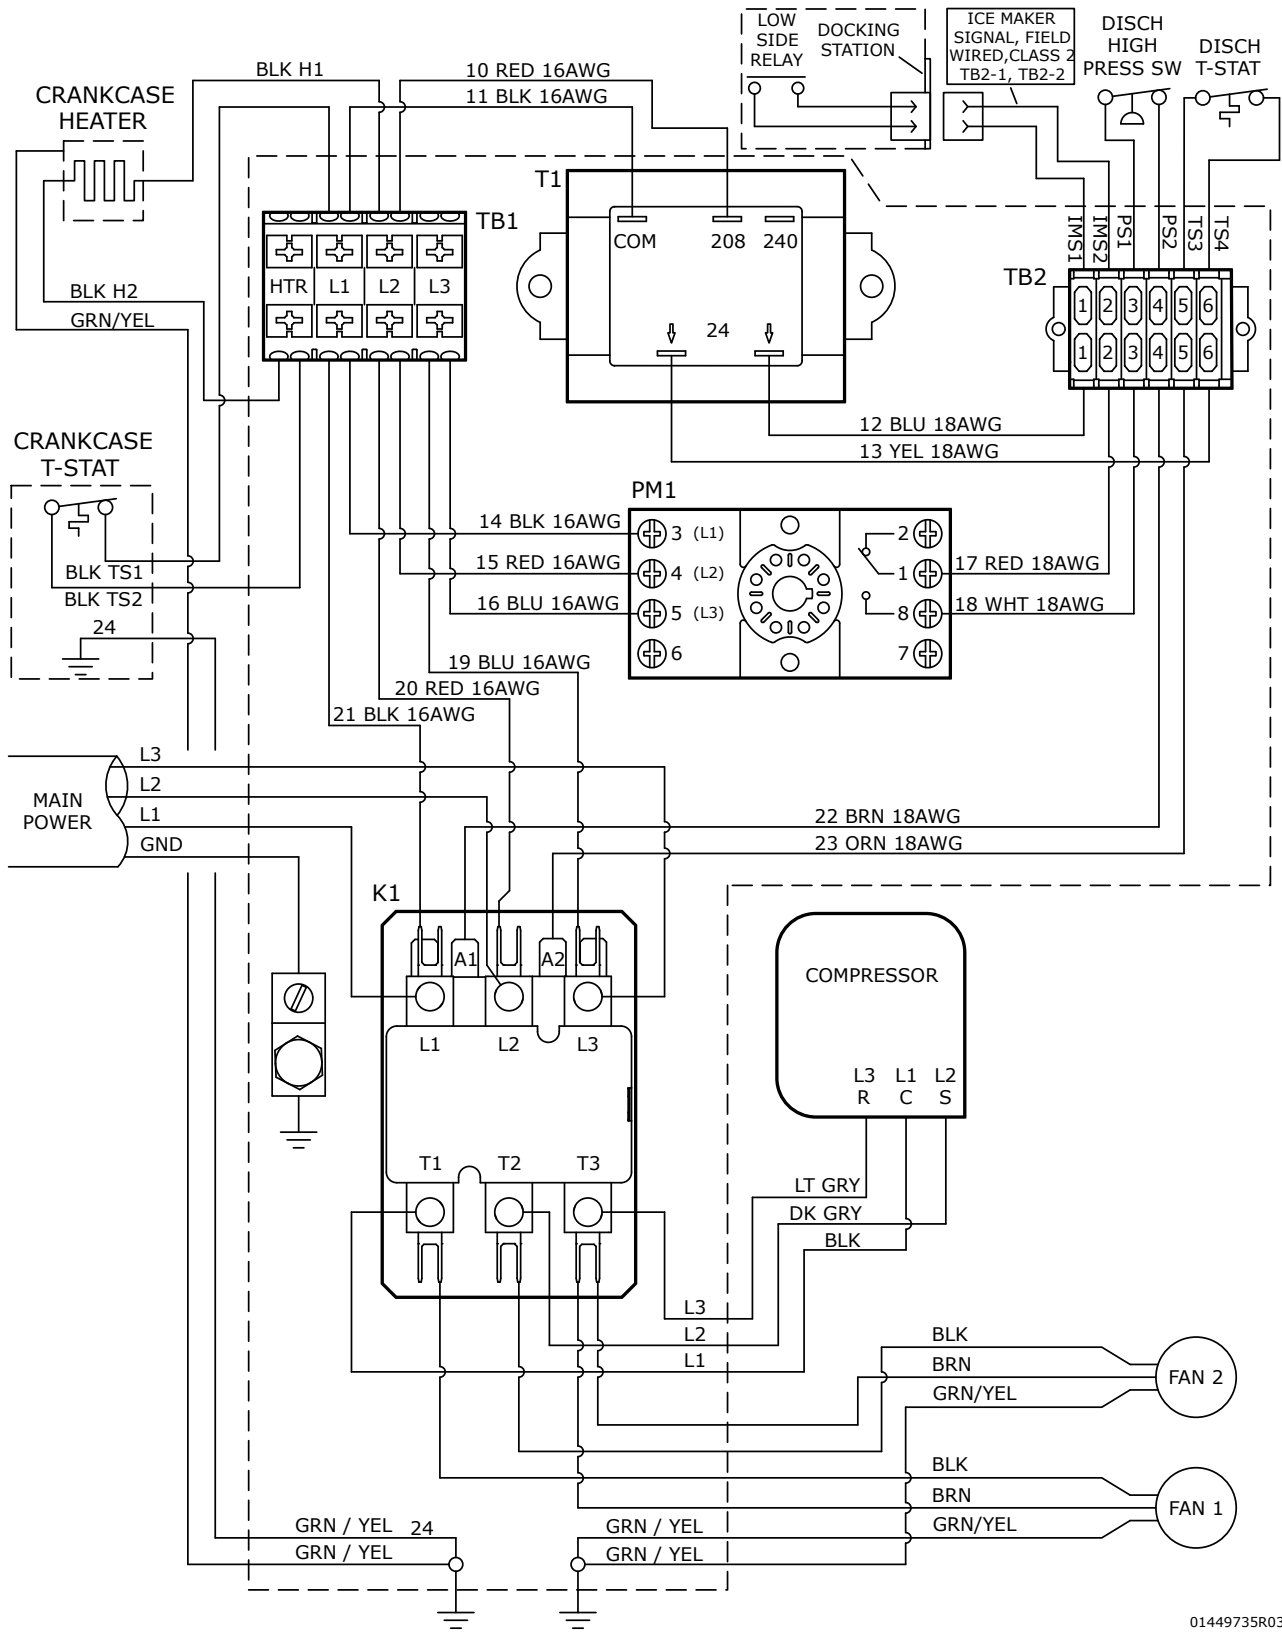 LOW
SIDE
RELAY
DOCKING
STATION
ICE MAKER
SIGNAL, FIELD
WIRED,CLASS 2
TB2-1, TB2-2
DISCH
HIGH
PRESS SW
DISCH
T-STAT
BLK H1
10 RED 16AWG
11 BLK 16AWG
CRANKCASE
HEATER
T1
TB1
COM
208
240
IMS1
IMS2
PS1
PS2
TS3
TS4
TB2
HTR
L1
L2
L3
BLK H2
GRN/YEL
24
1
2
3
4
5
6
1
2
3
4
5
6
12 BLU 18AWG
13 YEL 18AWG
CRANKCASE
T-STAT
PM1
14 BLK 16AWG
3 (L1)
2
15 RED 16AWG
4 (L2)
1
17 RED 18AWG
BLK TS1
BLK TS2
16 BLU 16AWG
5 (L3)
8
18 WHT 18AWG
24
6
7
19 BLU 16AWG
20 RED 16AWG
21 BLK 16AWG
MAIN
POWER
L3
L2
L1
GND
22 BRN 18AWG
23 ORN 18AWG
K1
A1
A2
L1
L2
L3
COMPRESSOR
L3
R
L1
C
L2
S
T1
T2
T3
LT GRY
DK GRY
BLK
L3
L2
L1
BLK
BRN
GRN/YEL
FAN 2
BLK
BRN
GRN/YEL
FAN 1
GRN / YEL
24
GRN / YEL
GRN / YEL
GRN / YEL
01449735R03